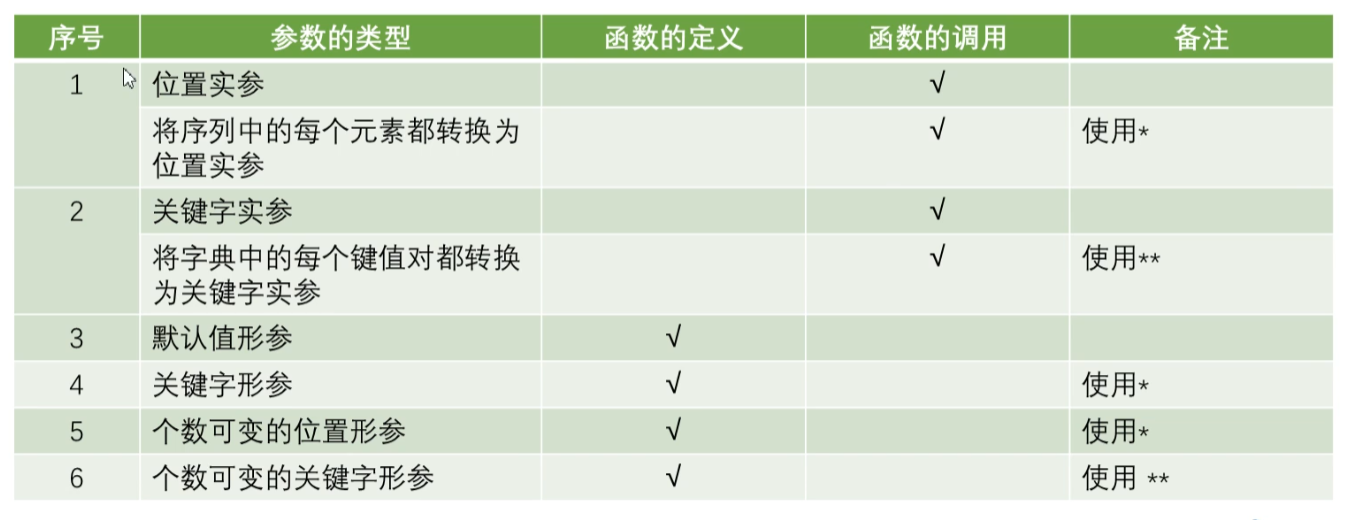 序号 参数的类型 函数的定义 函数的调用 备注
1 位置实参 √
将序列中的每个元素都转换为 √ 使用*
位置实参
2 关键字实参 √
将字典中的每个键值对都转换 √ 使用**
为关键字实参
3 默认值形参 √
4 关键字形参 √ 使用*
5 个数可变的位置形参 √ 使用*
6 个数可变的关键字形参 √ 使用 **